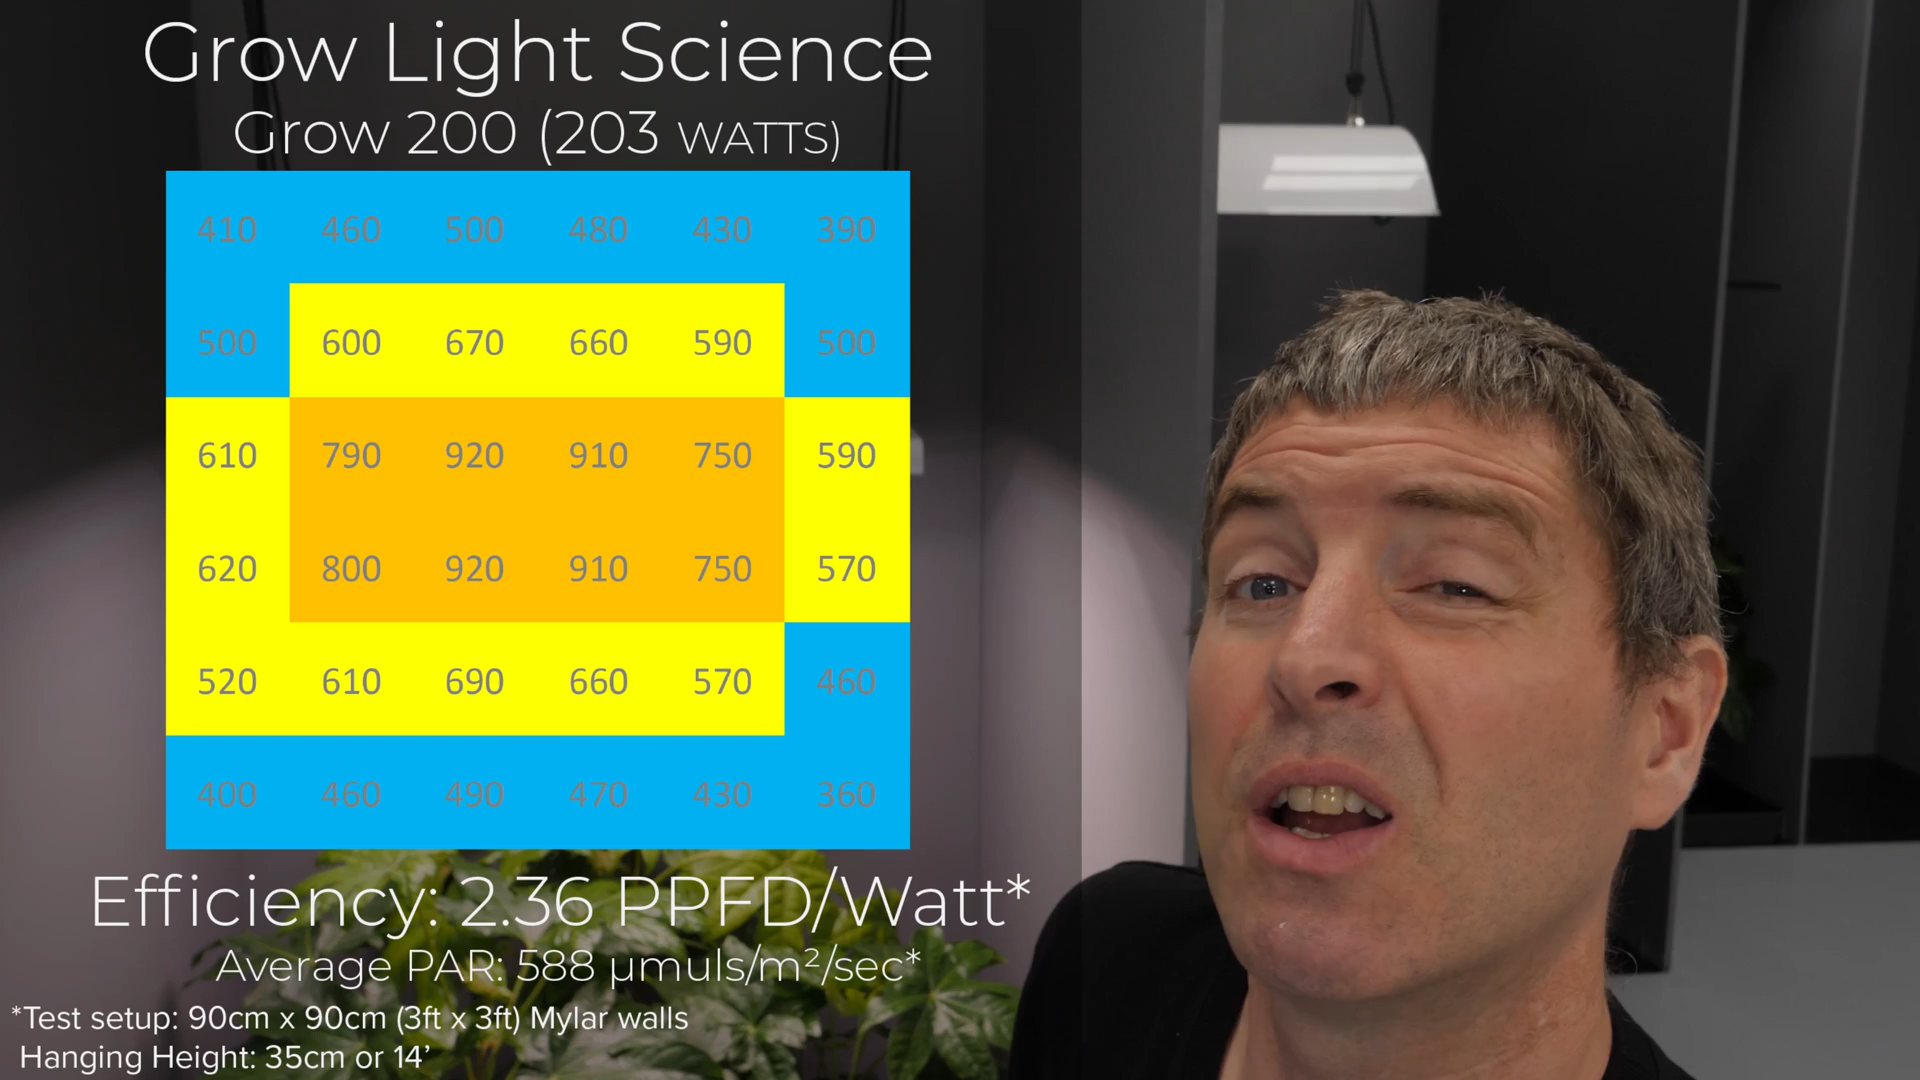 Grow Light Science
Grow 200 (203 WATTS)
410 460 500 480 430 390
500 600 670 660 590 500
610 790 920 910 750 590
620 800 920 910 750 570
520 610 690 660 570 460
400 460 490 470 430 360
Efficiency: 2.36 PPFD/Watt*
Average PAR: 588 µmuls/m²/sec*
*Test setup: 90cm x 90cm (3ft x 3ft) Mylar walls
Hanging Height: 35cm or 14’